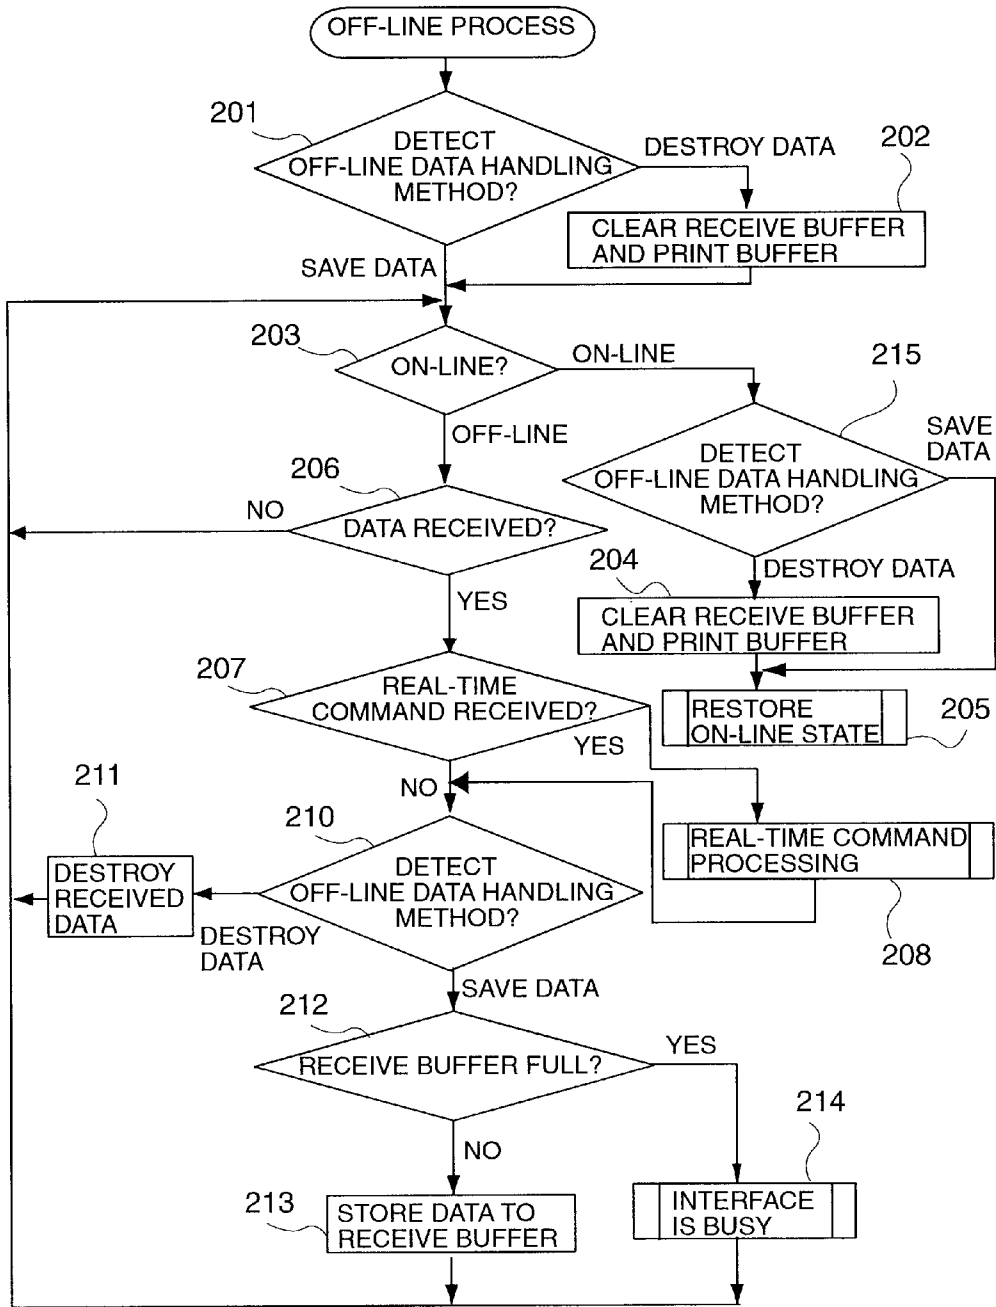 OFF-LINE PROCESS
201
DETECT
OFF-LINE DATA HANDLING
METHOD?
DESTROY DATA
202
CLEAR RECEIVE BUFFER
AND PRINT BUFFER
SAVE DATA
203
ON-LINE?
ON-LINE
215
OFF-LINE
DETECT
OFF-LINE DATA HANDLING
METHOD?
SAVE
DATA
206
NO
DATA RECEIVED?
YES
204
DESTROY DATA
CLEAR RECEIVE BUFFER
AND PRINT BUFFER
207
REAL-TIME
COMMAND RECEIVED?
YES
RESTORE
ON-LINE STATE
205
NO
211
210
REAL-TIME COMMAND
PROCESSING
208
DESTROY
RECEIVED
DATA
DETECT
OFF-LINE DATA HANDLING
METHOD?
DESTROY
DATA
SAVE DATA
212
RECEIVE BUFFER FULL?
YES
214
NO
213
STORE DATA TO
RECEIVE BUFFER
INTERFACE
IS BUSY